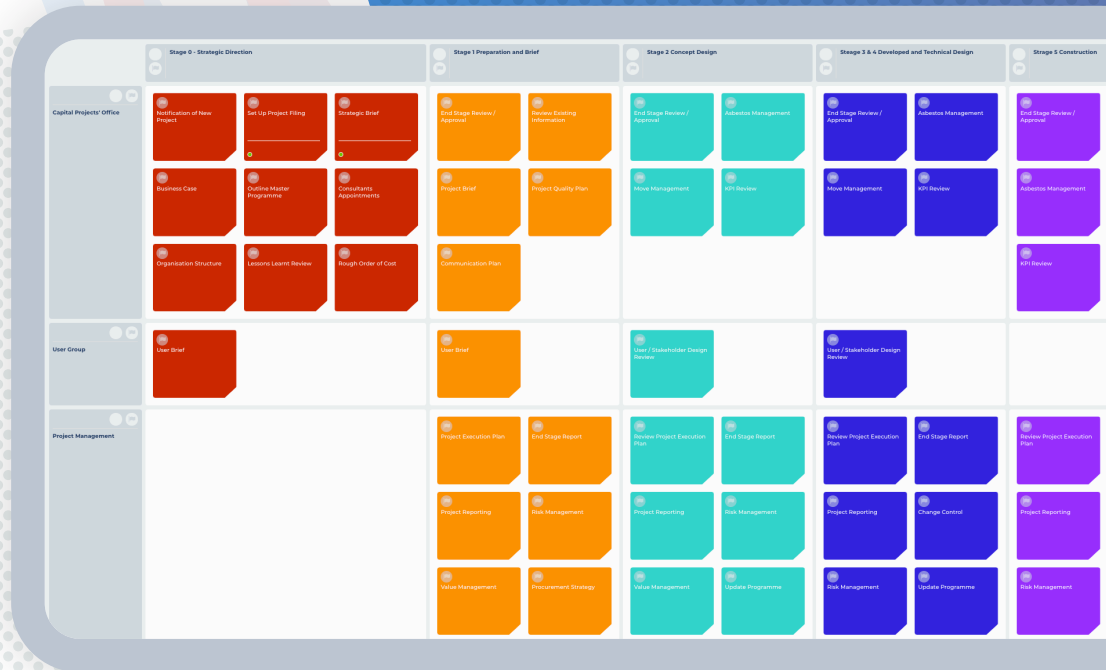 Stage 0 - Strategic Direction
Stage 1 Preparation and Brief
Stage 2 Concept Design
Steage 3 & 4 Developed and Technical Design
Strage 5 Construction
Capital Projects' Office
Notification of New
Project
Set Up Project Filing
Strategic Brief
End Stage Review /
Approval
Review Existing
Information
End Stage Review /
Approval
Asbestos Management
End Stage Review /
Approval
Asbestos Management
End Stage Review /
Approval
Business Case
Outline Master
Programme
Consultants
Appointments
Project Brief
Project Quality Plan
Move Management
KPI Review
Move Management
KPI Review
Asbestos Management
Organisation Structure
Lessons Learnt Review
Rough Order of Cost
Communication Plan
KPI Review
User Group
User Brief
User Brief
User / Stakeholder Design
Review
User / Stakeholder Design
Review
Project Management
Project Execution Plan
End Stage Report
Review Project Execution
Plan
End Stage Report
Review Project Execution
Plan
End Stage Report
Review Project Execution
Plan
Project Reporting
Risk Management
Project Reporting
Risk Management
Project Reporting
Change Control
Project Reporting
Value Management
Procurement Strategy
Value Management
Update Programme
Risk Management
Update Programme
Risk Management